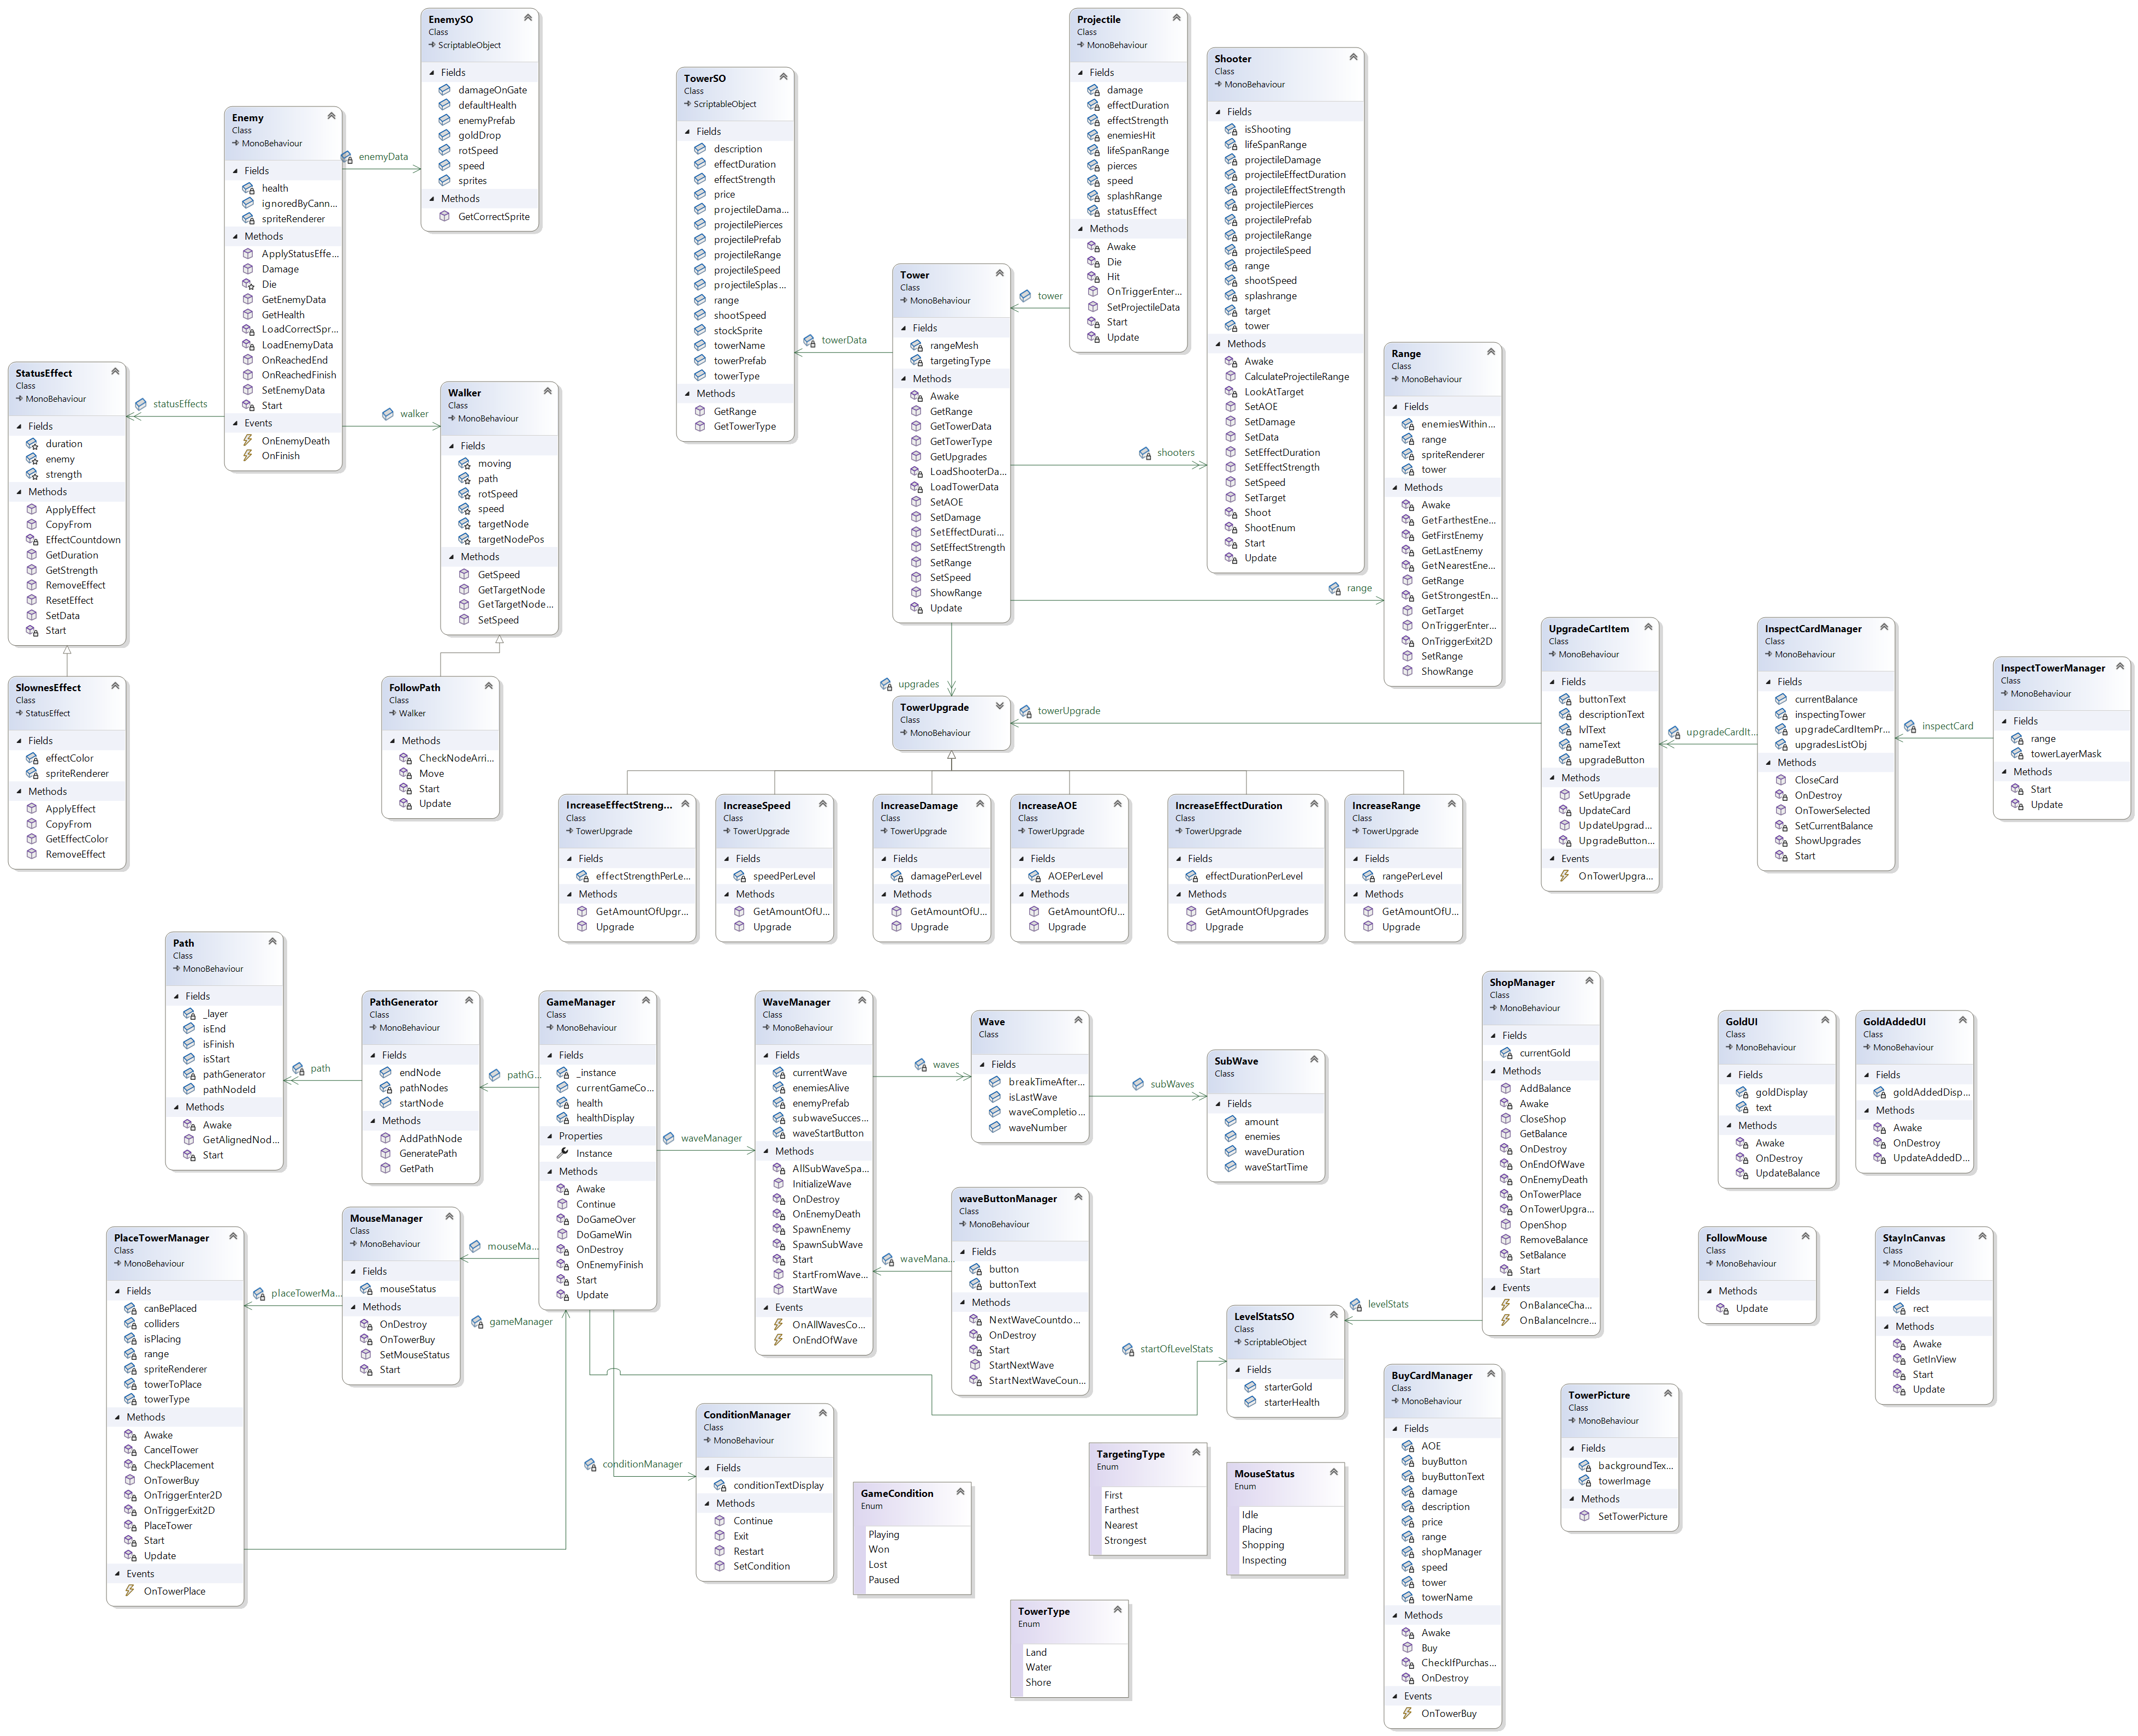 EnemySO
Class
ScriptableObject
Fields
damageOnGate
defaultHealth
enemyPrefab
goldDrop
rotSpeed
speed
sprites
Methods
GetCorrectSprite
Projectile
Class
MonoBehaviour
Fields
damage
effectDuration
effectStrength
enemiesHit
lifeSpanRange
pierces
speed
splashRange
statusEffect
Methods
Awake
Die
Hit
OnTriggerEnter...
SetProjectileData
Start
Update
Shooter
Class
MonoBehaviour
Fields
isShooting
lifeSpanRange
projectileDamage
projectileEffectDuration
projectileEffectStrength
projectilePierces
projectilePrefab
projectileRange
projectileSpeed
range
shootSpeed
splashrange
target
tower
Methods
Awake
CalculateProjectileRange
LookAtTarget
SetAOE
SetDamage
SetData
SetEffectDuration
SetEffectStrength
SetSpeed
SetTarget
Shoot
ShootEnum
Start
Update
TowerSO
Class
ScriptableObject
Fields
description
effectDuration
effectStrength
price
projectileDama...
projectilePierces
projectilePrefab
projectileRange
projectileSpeed
projectileSplas...
range
shootSpeed
stockSprite
towerName
towerPrefab
towerType
Methods
GetRange
GetTowerType
Enemy
Class
MonoBehaviour
Fields
health
ignoredByCann...
spriteRenderer
Methods
ApplyStatusEffe...
Damage
Die
GetEnemyData
GetHealth
LoadCorrectSpr...
LoadEnemyData
OnReachedEnd
OnReachedFinish
SetEnemyData
Start
Events
OnEnemyDeath
OnFinish
enemyData
statusEffects
walker
Tower
Class
MonoBehaviour
Fields
rangeMesh
targetingType
Methods
Awake
GetRange
GetTowerData
GetTowerType
GetUpgrades
LoadShooterDa...
LoadTowerData
SetAOE
SetDamage
SetEffectDurati...
SetEffectStrength
SetRange
SetSpeed
ShowRange
Update
tower
towerData
shooters
range
upgrades
Range
Class
MonoBehaviour
Fields
enemiesWithin...
range
spriteRenderer
tower
Methods
Awake
GetFarthestEne...
GetFirstEnemy
GetLastEnemy
GetNearestEne...
GetRange
GetStrongestEn...
GetTarget
OnTriggerEnter...
OnTriggerExit2D
SetRange
ShowRange
StatusEffect
Class
MonoBehaviour
Fields
duration
enemy
strength
Methods
ApplyEffect
CopyFrom
EffectCountdown
GetDuration
GetStrength
RemoveEffect
ResetEffect
SetData
Start
Walker
Class
MonoBehaviour
Fields
moving
path
rotSpeed
speed
targetNode
targetNodePos
Methods
GetSpeed
GetTargetNode
GetTargetNode...
SetSpeed
SlownesEffect
Class
StatusEffect
Fields
effectColor
spriteRenderer
Methods
ApplyEffect
CopyFrom
GetEffectColor
RemoveEffect
FollowPath
Class
Walker
Methods
CheckNodeArri...
Move
Start
Update
TowerUpgrade
Class
MonoBehaviour
towerUpgrade
UpgradeCartItem
Class
MonoBehaviour
Fields
buttonText
descriptionText
lvlText
nameText
upgradeButton
Methods
SetUpgrade
UpdateCard
UpdateUpgrad...
UpgradeButton...
Events
OnTowerUpgra...
upgradeCardIt...
InspectCardManager
Class
MonoBehaviour
Fields
currentBalance
inspectingTower
upgradeCardItemPr...
upgradesListObj
Methods
CloseCard
OnDestroy
OnTowerSelected
SetCurrentBalance
ShowUpgrades
Start
inspectCard
InspectTowerManager
Class
MonoBehaviour
Fields
range
towerLayerMask
Methods
Start
Update
IncreaseEffectStreng...
Class
TowerUpgrade
Fields
effectStrengthPerLe...
Methods
GetAmountOfUpgr...
Upgrade
IncreaseSpeed
Class
TowerUpgrade
Fields
speedPerLevel
Methods
GetAmountOfU...
Upgrade
IncreaseDamage
Class
TowerUpgrade
Fields
damagePerLevel
Methods
GetAmountOfU...
Upgrade
IncreaseAOE
Class
TowerUpgrade
Fields
AOEPerLevel
Methods
GetAmountOfU...
Upgrade
IncreaseEffectDuration
Class
TowerUpgrade
Fields
effectDurationPerLevel
Methods
GetAmountOfUpgrades
Upgrade
IncreaseRange
Class
TowerUpgrade
Fields
rangePerLevel
Methods
GetAmountOfU...
Upgrade
Path
Class
MonoBehaviour
Fields
_layer
isEnd
isFinish
isStart
pathGenerator
pathNodeId
Methods
Awake
GetAlignedNod...
Start
path
PathGenerator
Class
MonoBehaviour
Fields
endNode
pathNodes
startNode
Methods
AddPathNode
GeneratePath
GetPath
pathG...
GameManager
Class
MonoBehaviour
Fields
_instance
currentGameCo...
health
healthDisplay
Properties
Instance
Methods
Awake
Continue
DoGameOver
DoGameWin
OnDestroy
OnEnemyFinish
Start
Update
waveManager
WaveManager
Class
MonoBehaviour
Fields
currentWave
enemiesAlive
enemyPrefab
subwaveSucces...
waveStartButton
Methods
AllSubWaveSpa...
InitializeWave
OnDestroy
OnEnemyDeath
SpawnEnemy
SpawnSubWave
Start
StartFromWave...
StartWave
Events
OnAllWavesCo...
OnEndOfWave
waves
Wave
Class
Fields
breakTimeAfter...
isLastWave
waveCompletio...
waveNumber
subWaves
SubWave
Class
Fields
amount
enemies
waveDuration
waveStartTime
ShopManager
Class
MonoBehaviour
Fields
currentGold
Methods
AddBalance
Awake
CloseShop
GetBalance
OnDestroy
OnEndOfWave
OnEnemyDeath
OnTowerPlace
OnTowerUpgra...
OpenShop
RemoveBalance
SetBalance
Start
Events
OnBalanceCha...
OnBalanceIncre...
GoldUI
Class
MonoBehaviour
Fields
goldDisplay
text
Methods
Awake
OnDestroy
UpdateBalance
GoldAddedUI
Class
MonoBehaviour
Fields
goldAddedDisp...
Methods
Awake
OnDestroy
UpdateAddedD...
PlaceTowerManager
Class
MonoBehaviour
Fields
canBePlaced
colliders
isPlacing
range
spriteRenderer
towerToPlace
towerType
Methods
Awake
CancelTower
CheckPlacement
OnTowerBuy
OnTriggerEnter2D
OnTriggerExit2D
PlaceTower
Start
Update
Events
OnTowerPlace
placeTowerMa...
MouseManager
Class
MonoBehaviour
Fields
mouseStatus
Methods
OnDestroy
OnTowerBuy
SetMouseStatus
Start
mouseMa...
gameManager
waveButtonManager
Class
MonoBehaviour
Fields
button
buttonText
Methods
NextWaveCountdo...
OnDestroy
Start
StartNextWave
StartNextWaveCoun...
waveMana...
startOfLevelStats
levelStats
LevelStatsSO
Class
ScriptableObject
Fields
starterGold
starterHealth
FollowMouse
Class
MonoBehaviour
Methods
Update
StayInCanvas
Class
MonoBehaviour
Fields
rect
Methods
Awake
GetInView
Start
Update
conditionManager
ConditionManager
Class
MonoBehaviour
Fields
conditionTextDisplay
Methods
Continue
Exit
Restart
SetCondition
GameCondition
Enum
Playing
Won
Lost
Paused
TargetingType
Enum
First
Farthest
Nearest
Strongest
MouseStatus
Enum
Idle
Placing
Shopping
Inspecting
TowerType
Enum
Land
Water
Shore
BuyCardManager
Class
MonoBehaviour
Fields
AOE
buyButton
buyButtonText
damage
description
price
range
shopManager
speed
tower
towerName
Methods
Awake
Buy
CheckIfPurchas...
OnDestroy
Events
OnTowerBuy
TowerPicture
Class
MonoBehaviour
Fields
backgroundTex...
towerImage
Methods
SetTowerPicture